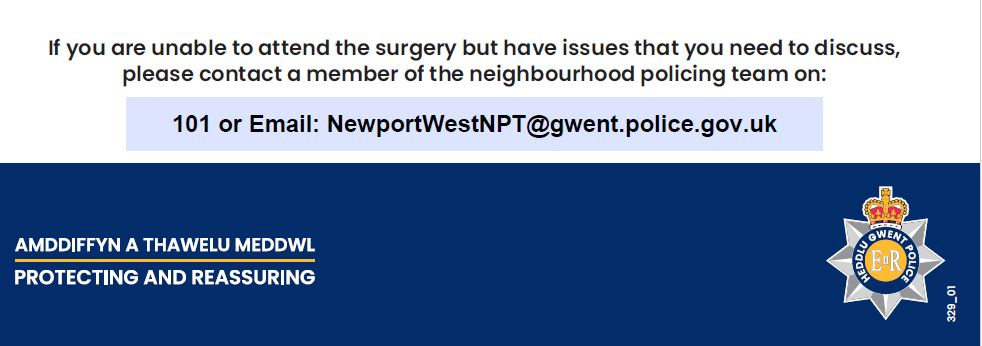 If you are unable to attend the surgery but have issues that you need to discuss,
please contact a member of the neighbourhood policing team on:
101 or Email: NewportWestNPT@gwent.police.gov.uk
AMDDIFFYN A THAWELU MEDDWL
PROTECTING AND REASSURING
HEDDLU GWENT POLICE
EIIR
329_01